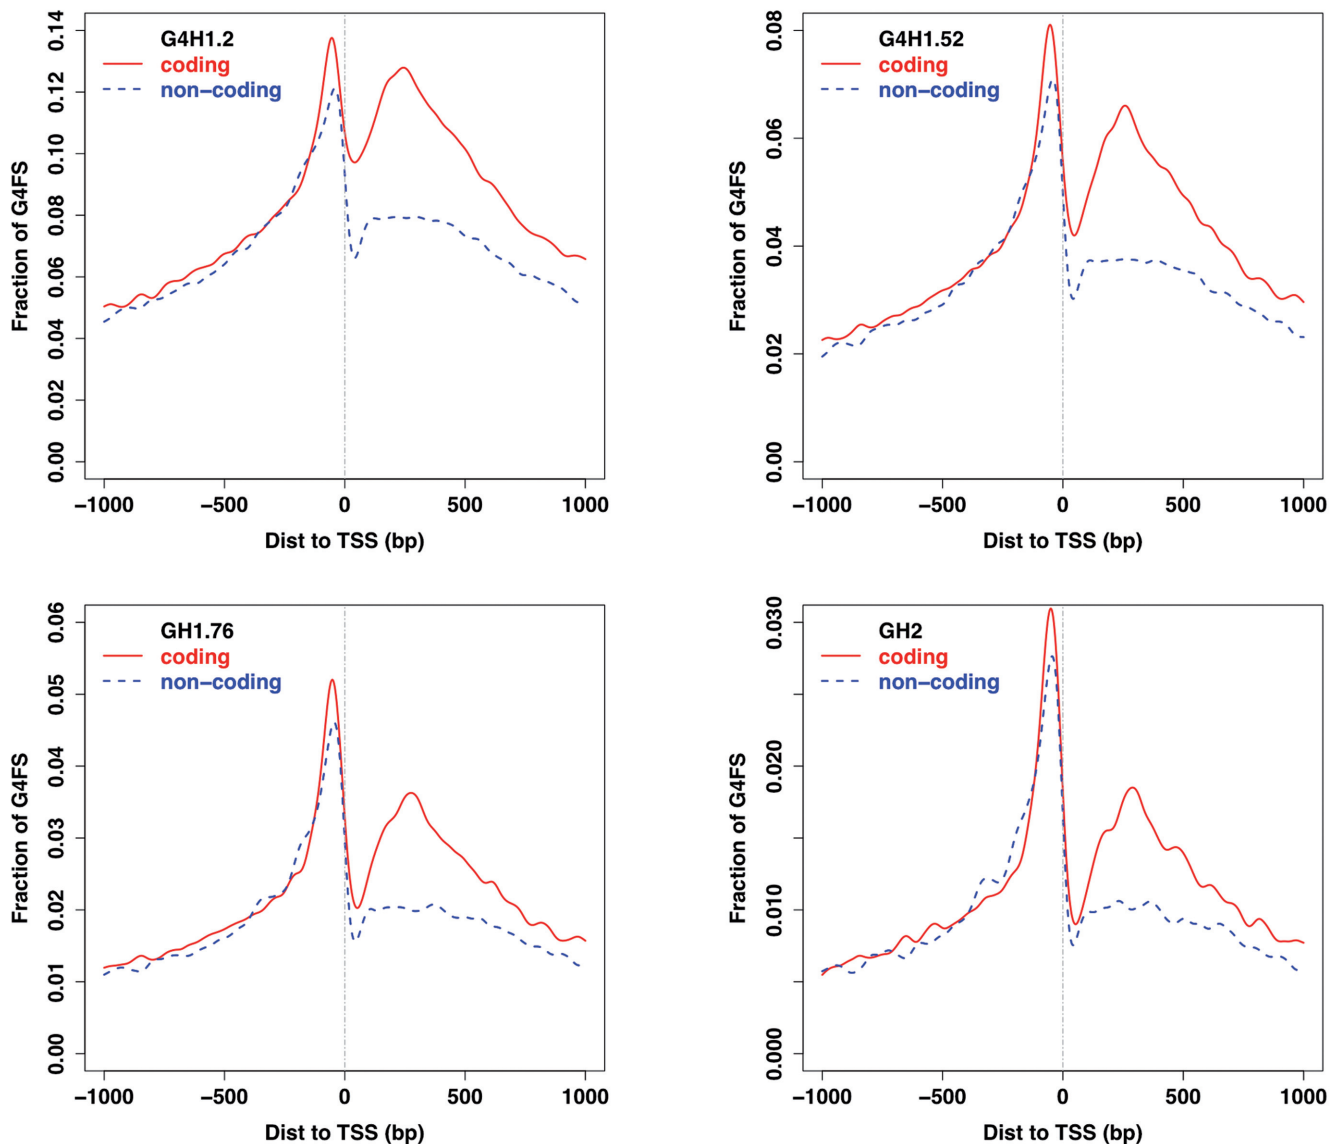 G4H1.2
coding
non−coding
Fraction of G4FS
0.14
0.12
0.10
0.08
0.06
0.04
0.02
0.00
−1000
−500
0
500
1000
Dist to TSS (bp)
G4H1.52
coding
non−coding
Fraction of G4FS
0.08
0.06
0.04
0.02
0.00
−1000
−500
0
500
1000
Dist to TSS (bp)
GH1.76
coding
non−coding
Fraction of G4FS
0.06
0.05
0.04
0.03
0.02
0.01
0.00
−1000
−500
0
500
1000
Dist to TSS (bp)
GH2
coding
non−coding
Fraction of G4FS
0.030
0.020
0.010
0.000
−1000
−500
0
500
1000
Dist to TSS (bp)